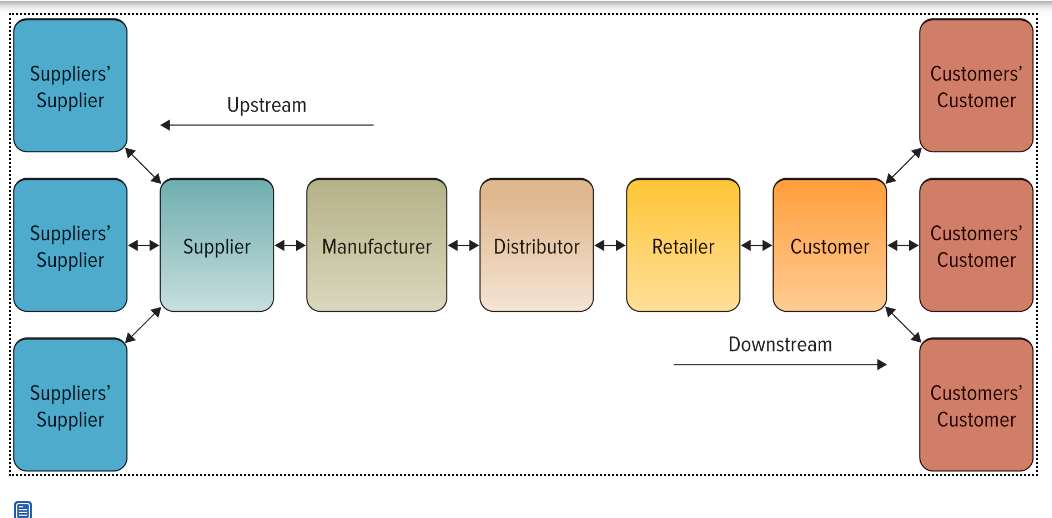 Suppliers’
Supplier
Customers’
Customer
Upstream
Suppliers’
Supplier
Supplier
Manufacturer
Distributor
Retailer
Customer
Customers’
Customer
Downstream
Suppliers’
Supplier
Customers’
Customer